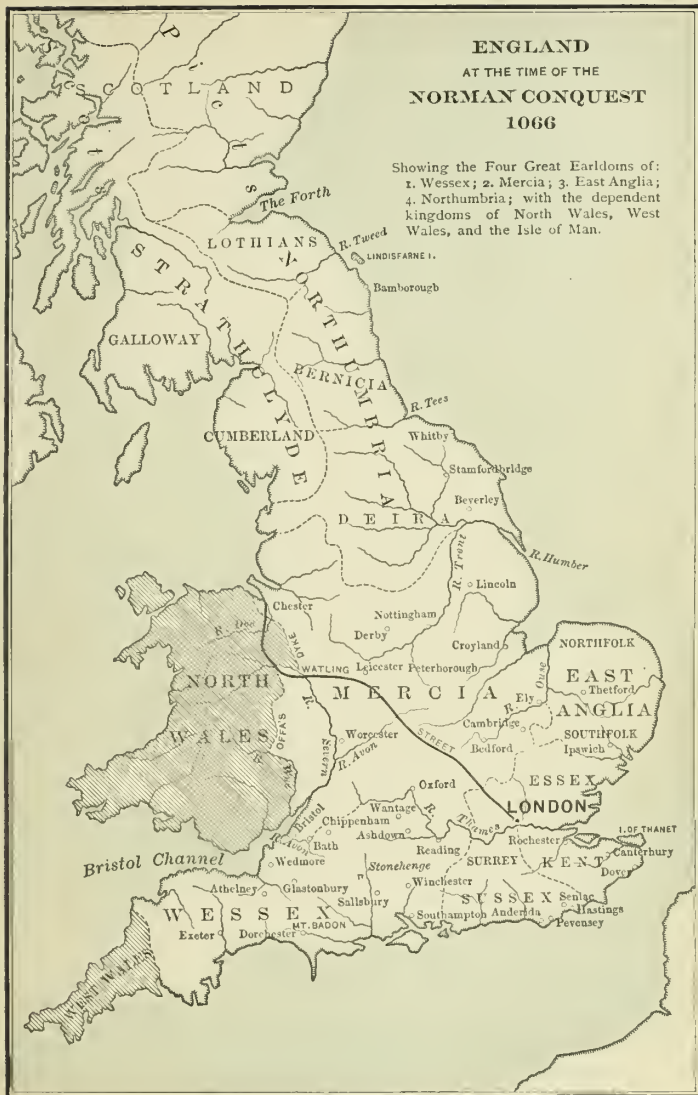 ENGLAND
AT THE TIME OF THE
NORMAN CONQUEST
1066
Showing the Four Great Earldoms of:
1. Wessex; 2. Mercia; 3. East Anglia;
4. Northumbria; with the dependent
kingdoms of North Wales, West
Wales, and the Isle of Man.
Picts
SCOTLAND
Scots
The Forth
LOTHIANS
R. Tweed
LINDISFARNE I.
Bamborough
STRATHCLYDE
NORTHUMBRIA
GALLOWAY
BERNICIA
R. Tees
CUMBERLAND
Whitby
Stamfordbridge
Beverley
DEIRA
R. Humber
R. Trent
Lincoln
Chester
Nottingham
R. Dee
Derby
Croyland
NORTHFOLK
DYKE
WATLING
Leicester
Peterborough
EAST
NORTH
MERCIA
R. Ouse
Ely
Thetford
ANGLIA
Cambridge
STREET
WALES
OFFA'S
R. Severn
Worcester
Bedford
SOUTHFOLK
Ipswich
R. Avon
ESSEX
Oxford
LONDON
Bristol
Wantage
R. Thames
Chippenham
Ashdown
I. OF THANET
R. Avon
Bath
Reading
Rochester
Canterbury
Bristol Channel
Wedmore
Stonehenge
SURREY
KENT
Dover
Athelney
Glastonbury
Winchester
Salisbury
WESSEX
SUSSEX
Senlac
Hastings
MT. BADON
Southampton
Anderida
Pevensey
Exeter
Dorchester
WEST WALES